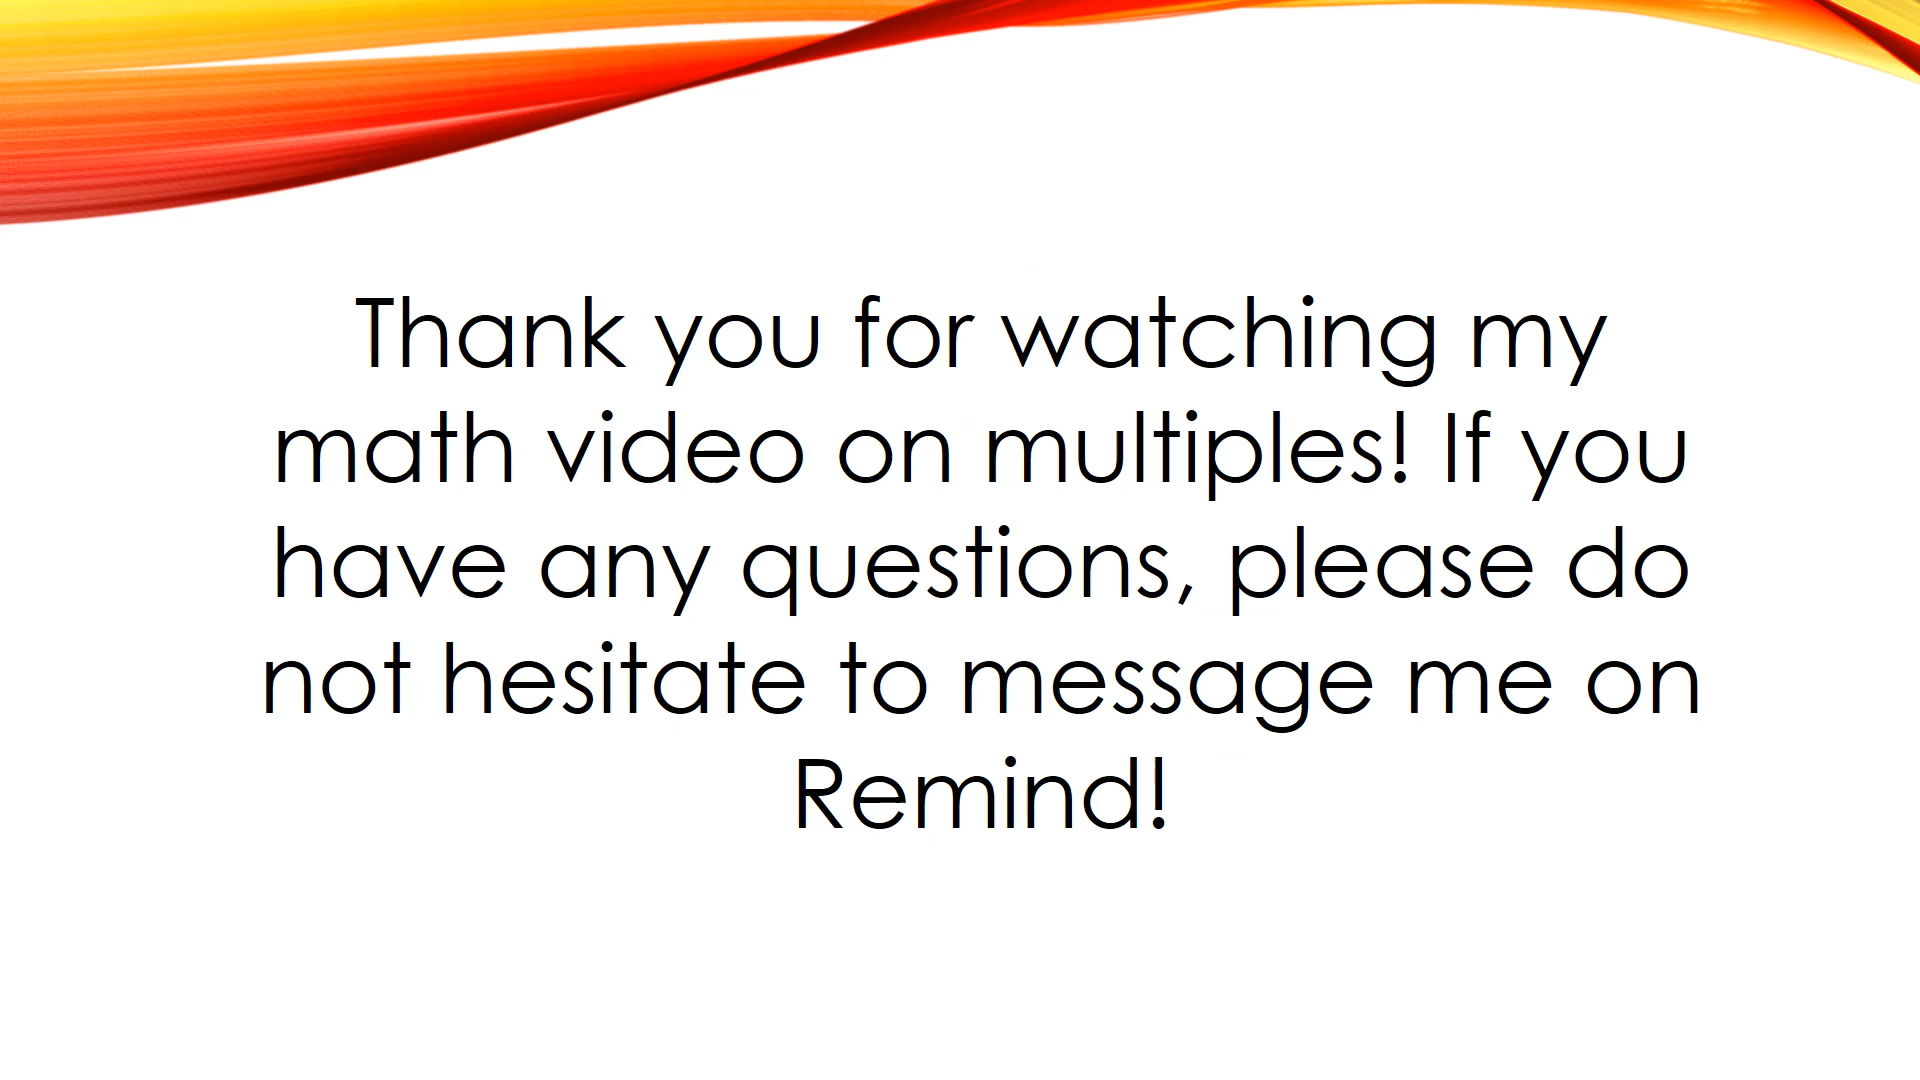 Thank you for watching my
math video on multiples! If you
have any questions, please do
not hesitate to message me on
Remind!